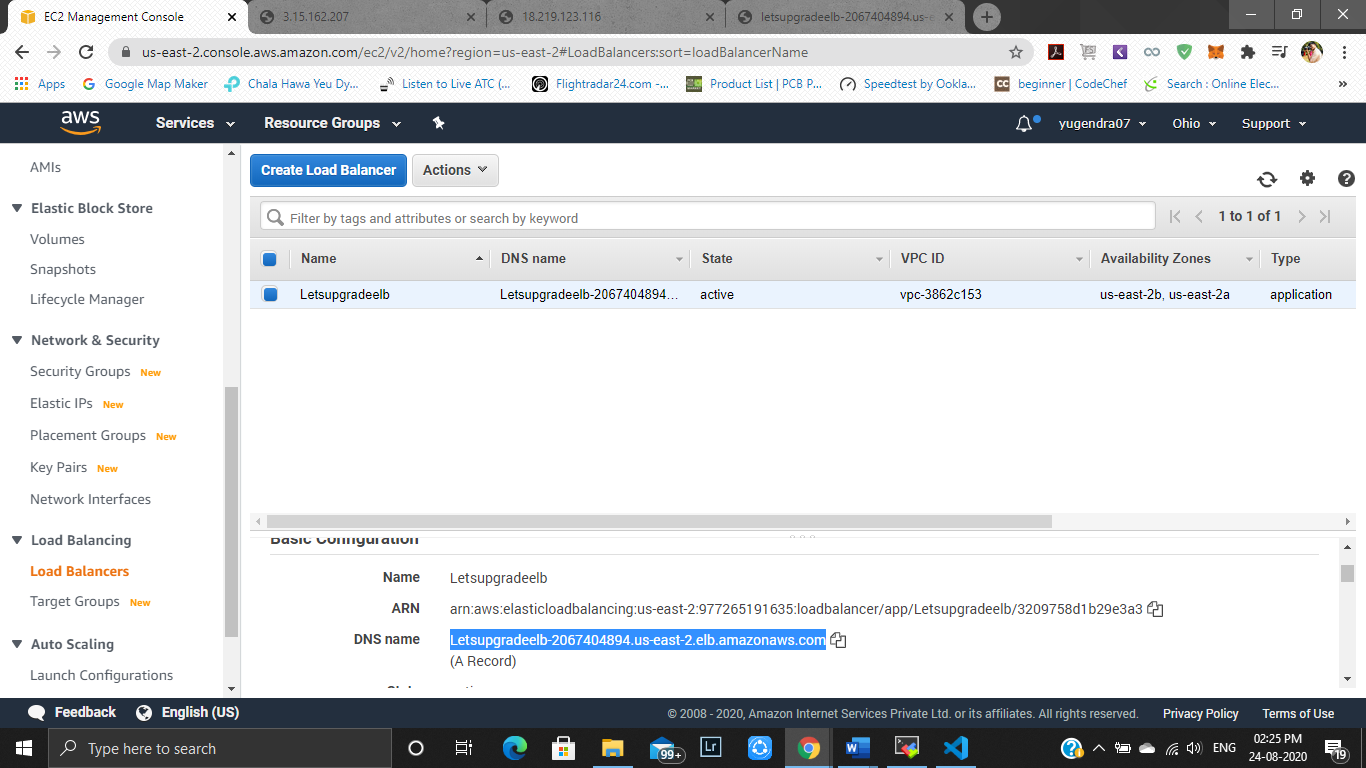 EC2 Management Console
3.15.162.207
18.219.123.116
letsupgradeelb-2067404894.us-e
us-east-2.console.aws.amazon.com/ec2/v2/home?region=us-east-2#LoadBalancers:sort=loadBalancerName
Apps
Google Map Maker
Chala Hawa Yeu Dy...
Listen to Live ATC (...
Flightradar24.com -...
Product List | PCB P...
Speedtest by Ookla...
CC
beginner | CodeChef
Search : Online Elec...
»
aws
Services
Resource Groups
yugendra07
Ohio
Support
AMIs
Elastic Block Store
Volumes
Snapshots
Lifecycle Manager
Network & Security
Security Groups New
Elastic IPs New
Placement Groups New
Key Pairs New
Network Interfaces
Load Balancing
Load Balancers
Target Groups New
Auto Scaling
Launch Configurations
Create Load Balancer
Actions
Filter by tags and attributes or search by keyword
1 to 1 of 1
Name DNS name State VPC ID Availability Zones Type
Letsupgradeelb Letsupgradeelb-2067404894... active vpc-3862c153 us-east-2b, us-east-2a application
Basic Configuration
Name Letsupgradeelb
ARN arn:aws:elasticloadbalancing:us-east-2:977265191635:loadbalancer/app/Letsupgradeelb/3209758d1b29e3a3
DNS name Letsupgradeelb-2067404894.us-east-2.elb.amazonaws.com
(A Record)
Feedback
English (US)
© 2008 - 2020, Amazon Internet Services Private Ltd. or its affiliates. All rights reserved.
Privacy Policy
Terms of Use
Type here to search
99+
Lr
ENG
02:25 PM
24-08-2020
19